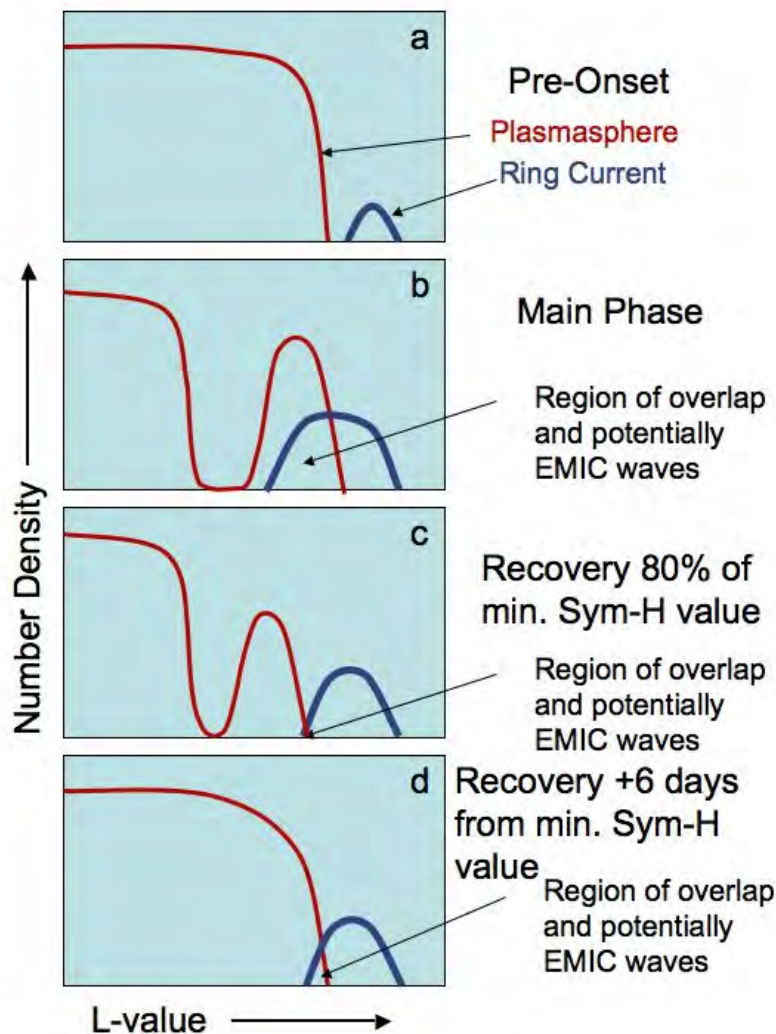 a
Pre-Onset
Plasmasphere
Ring Current
b
Main Phase
Region of overlap
and potentially
EMIC waves
Number Density
c
Recovery 80% of
min. Sym-H value
Region of overlap
and potentially
EMIC waves
d
Recovery +6 days
from min. Sym-H
value
Region of overlap
and potentially
EMIC waves
L-value